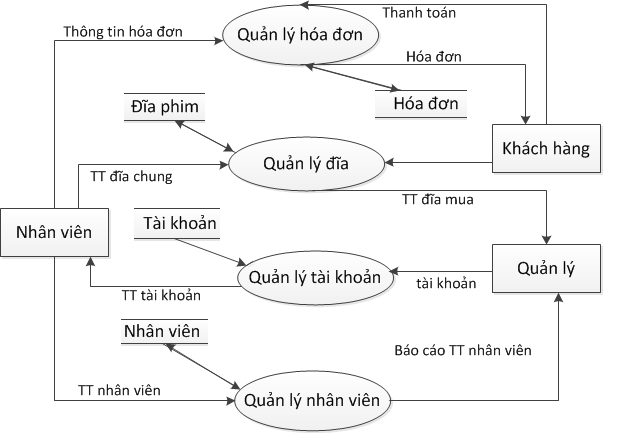 Thanh toán
Thông tin hóa đơn
Quản lý hóa đơn
Hóa đơn
Đĩa phim
Hóa đơn
Khách hàng
Quản lý đĩa
TT đĩa chung
TT đĩa mua
Tài khoản
Nhân viên
Quản lý
Quản lý tài khoản
tài khoản
TT tài khoản
Nhân viên
Báo cáo TT nhân viên
TT nhân viên
Quản lý nhân viên